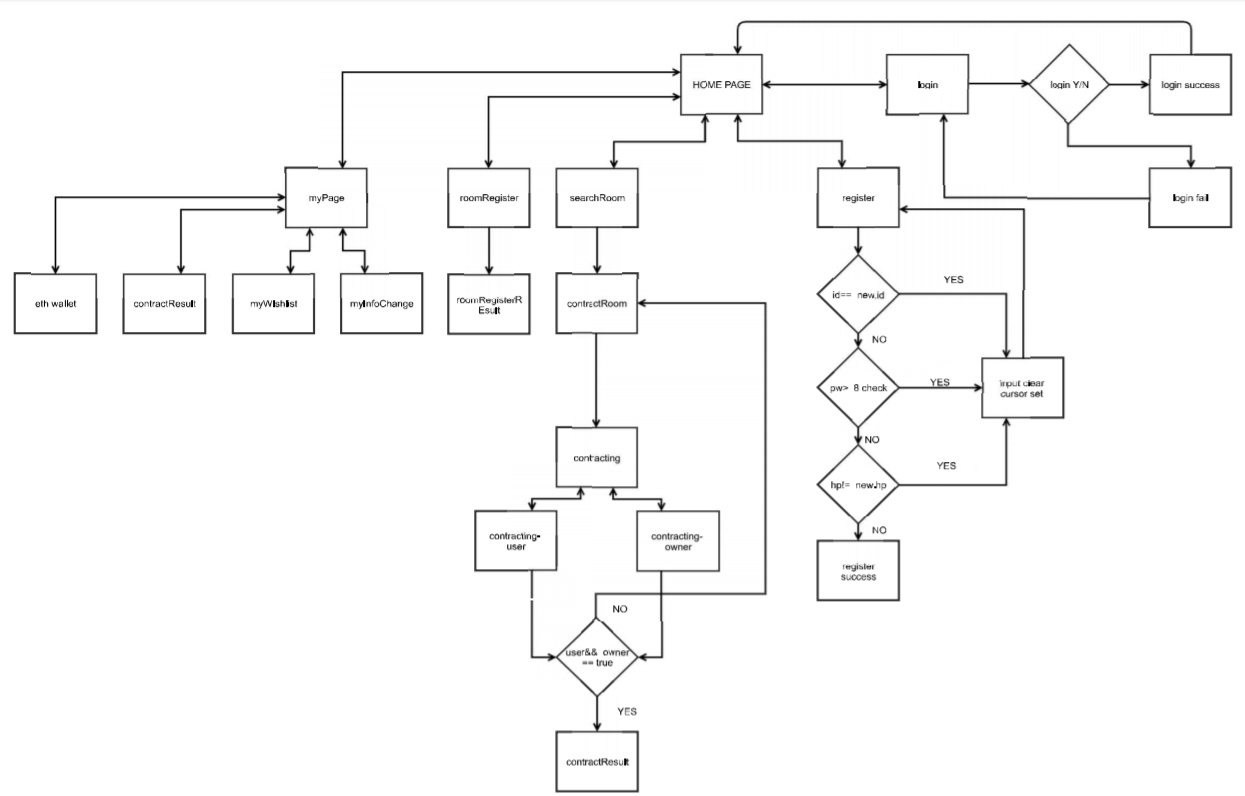 HOME PAGE
login
login Y/N
login success
myPage
roomRegister
searchRoom
register
login fail
eth wallet
contractResult
myWishlist
myInfoChange
roomRegisterR
Esult
contractRoom
id== new.id
YES
NO
pw> 8 check
YES
input clear
cursor set
NO
contracting
hp!= new.hp
YES
NO
contracting-
user
contracting-
owner
register
success
NO
user&& owner
== true
YES
contractResult